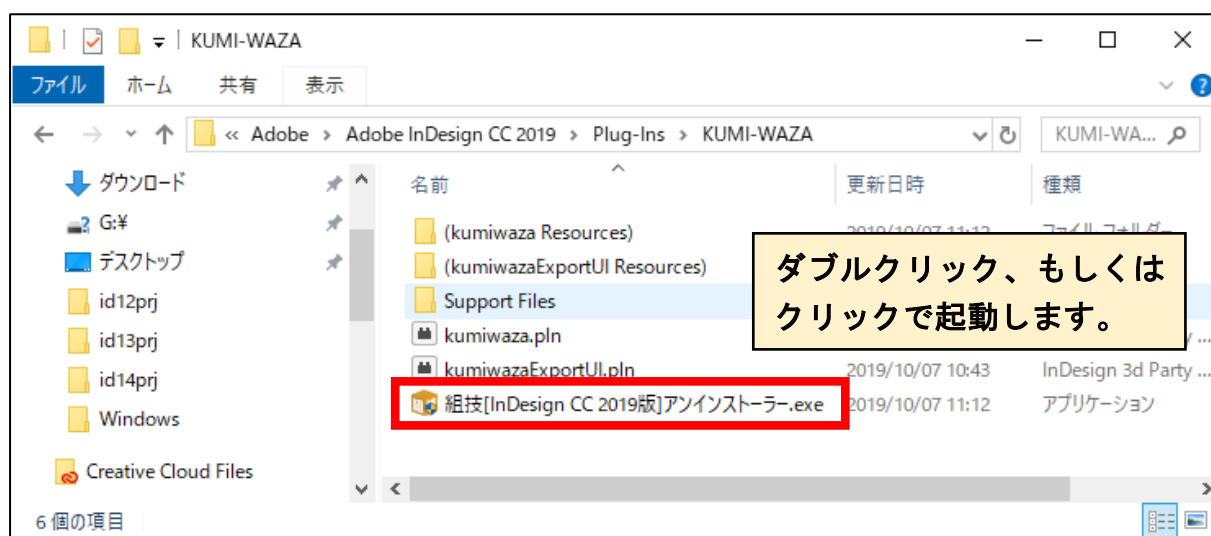 KUMI-WAZA
ファイル ホーム 共有 表示
« Adobe › Adobe InDesign CC 2019 › Plug-Ins › KUMI-WAZA
KUMI-WA...
ダウンロード
G:¥
デスクトップ
id12prj
id13prj
id14prj
Windows
Creative Cloud Files
名前 更新日時 種類
(kumiwaza Resources)
(kumiwazaExportUI Resources)
Support Files
kumiwaza.pln
kumiwazaExportUI.pln 2019/10/07 10:43 InDesign 3d Party ...
組技[InDesign CC 2019版]アンインストーラー.exe 2019/10/07 11:12 アプリケーション
ダブルクリック、もしくは
クリックで起動します。
6 個の項目